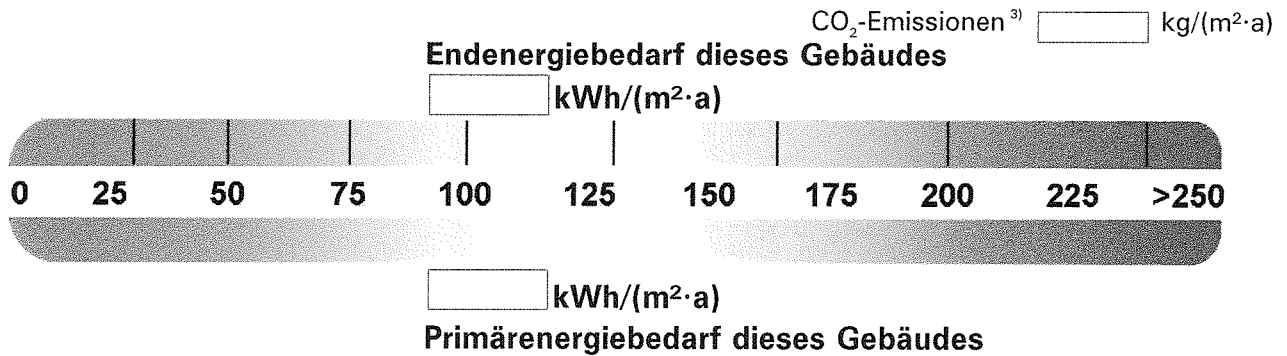 CO₂-Emissionen ³⁾ kg/(m²·a)
Endenergiebedarf dieses Gebäudes
kWh/(m²·a)
0 25 50 75 100 125 150 175 200 225 >250
kWh/(m²·a)
Primärenergiebedarf dieses Gebäudes